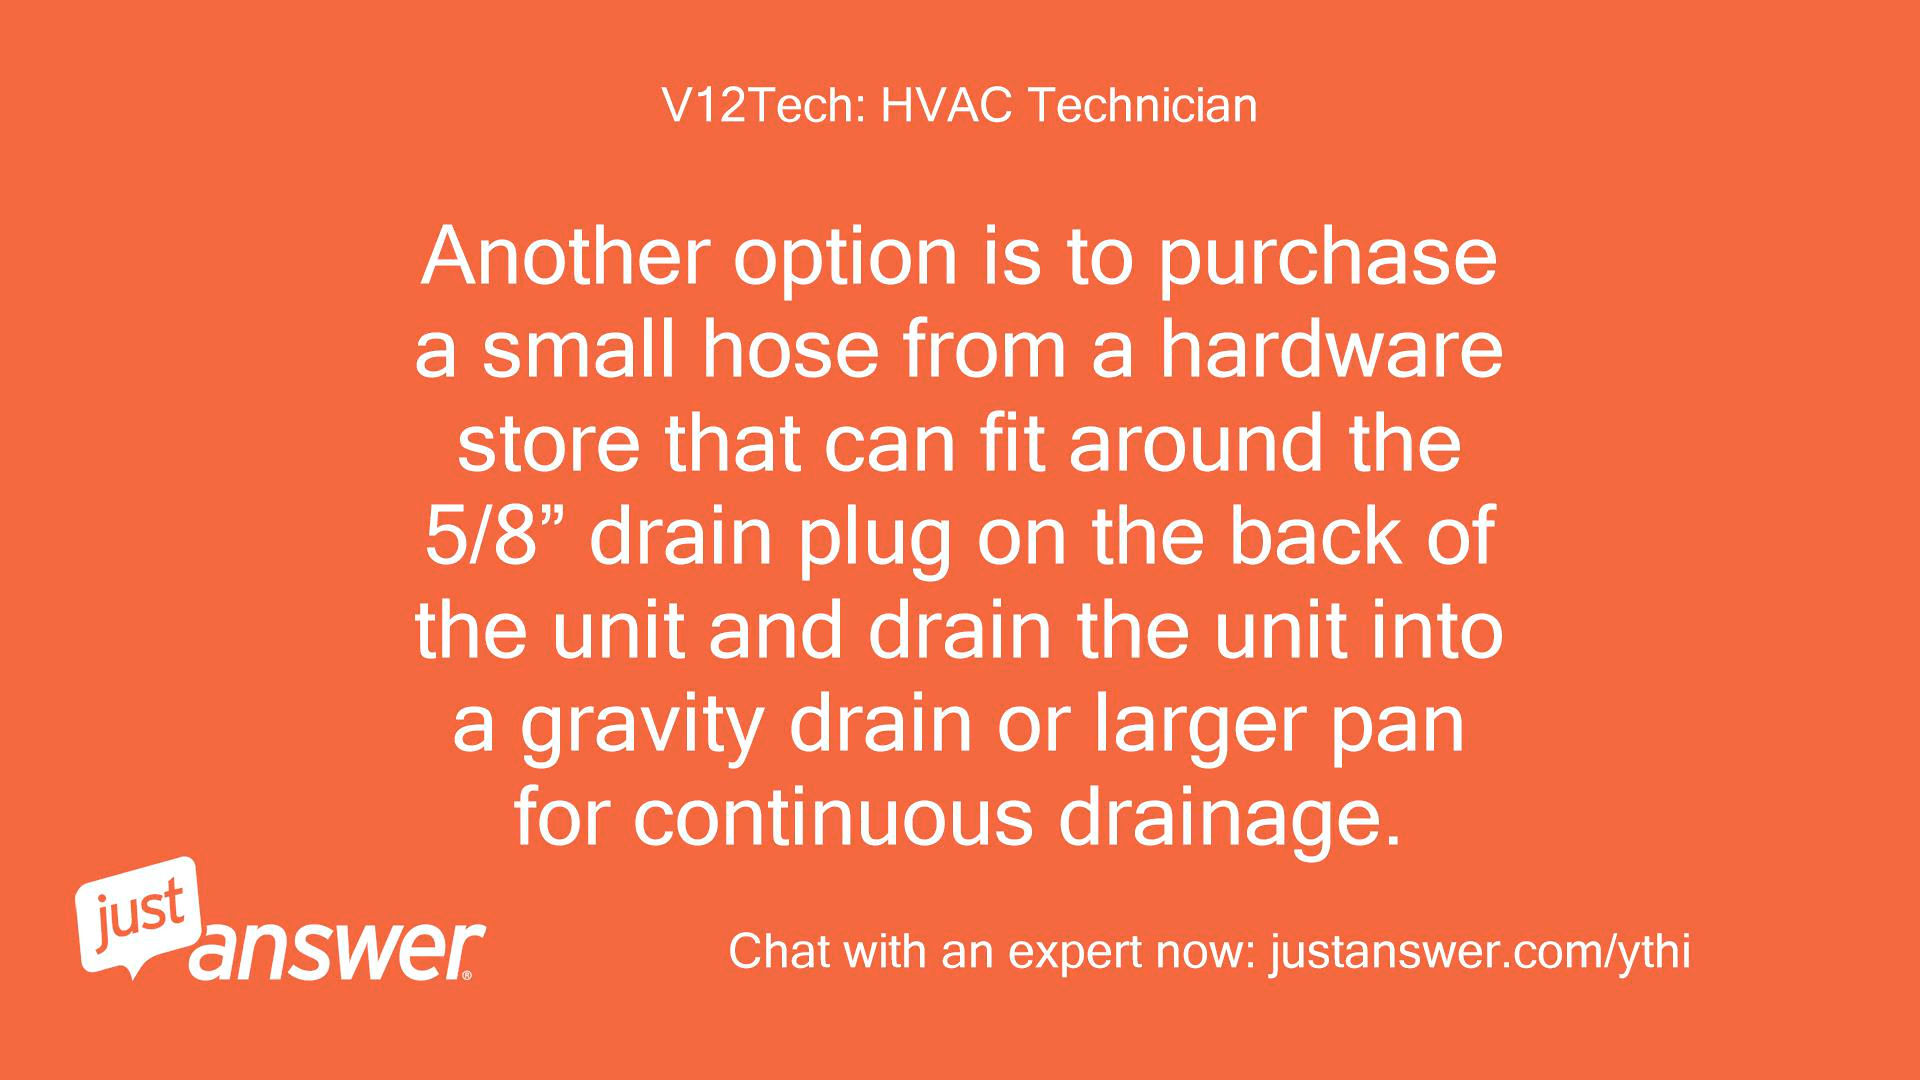 V12Tech: HVAC Technician
Another option is to purchase
a small hose from a hardware
store that can fit around the
5/8” drain plug on the back of
the unit and drain the unit into
a gravity drain or larger pan
for continuous drainage.
just
answer®
Chat with an expert now: justanswer.com/ythi